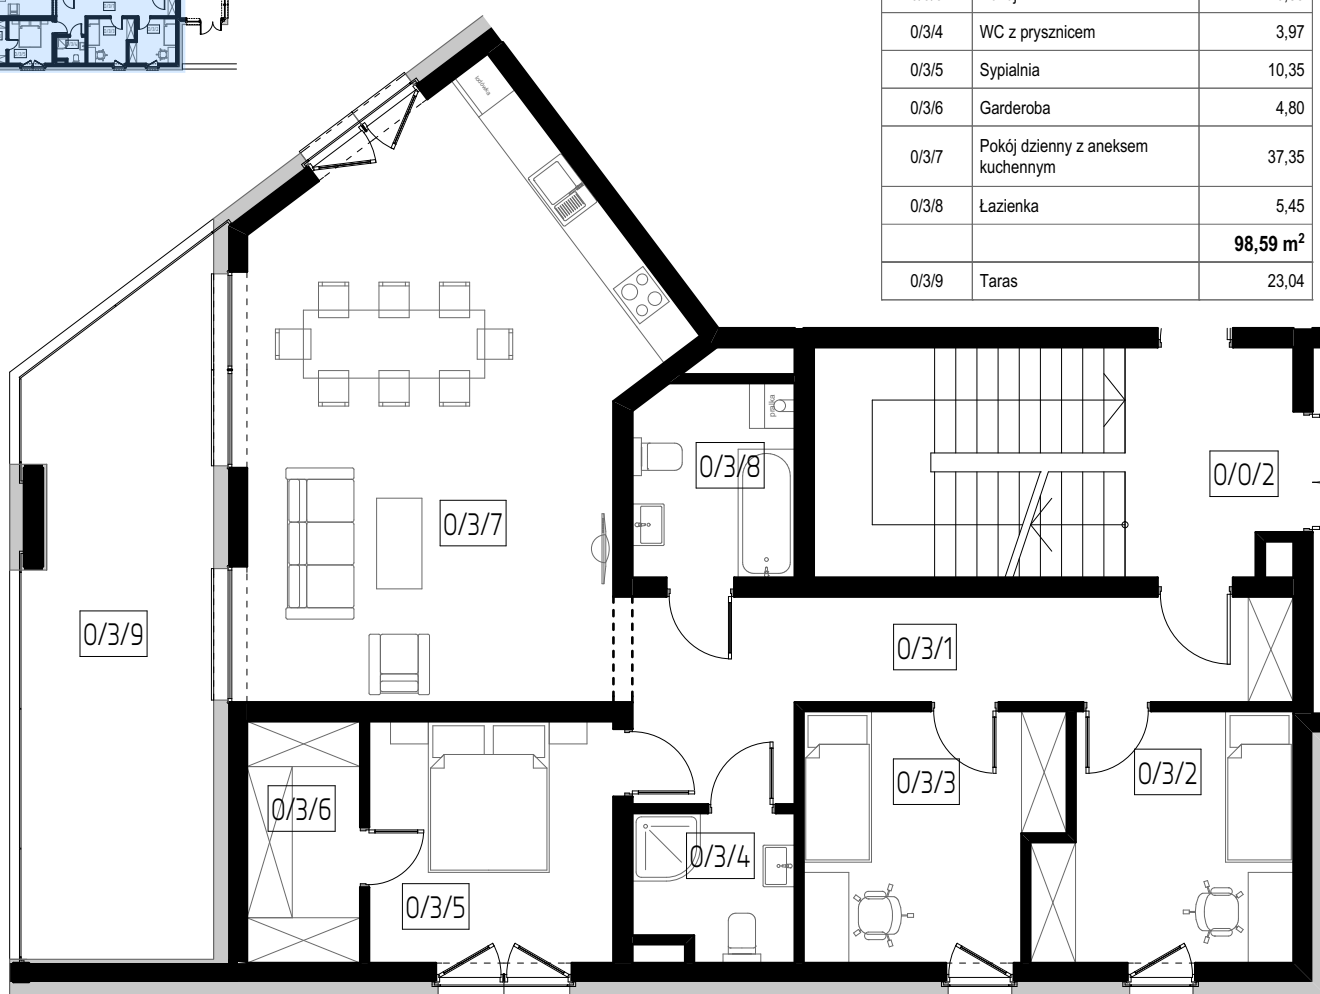 0/3/4 WC z prysznicem 3,97
0/3/5 Sypialnia 10,35
0/3/6 Garderoba 4,80
0/3/7 Pokój dzienny z aneksem
kuchennym 37,35
0/3/8 Łazienka 5,45
98,59 m²
0/3/9 Taras 23,04
lodówka
pralka
0/3/8
0/0/2
0/3/7
0/3/9
0/3/1
0/3/2
0/3/3
0/3/6
0/3/4
0/3/5